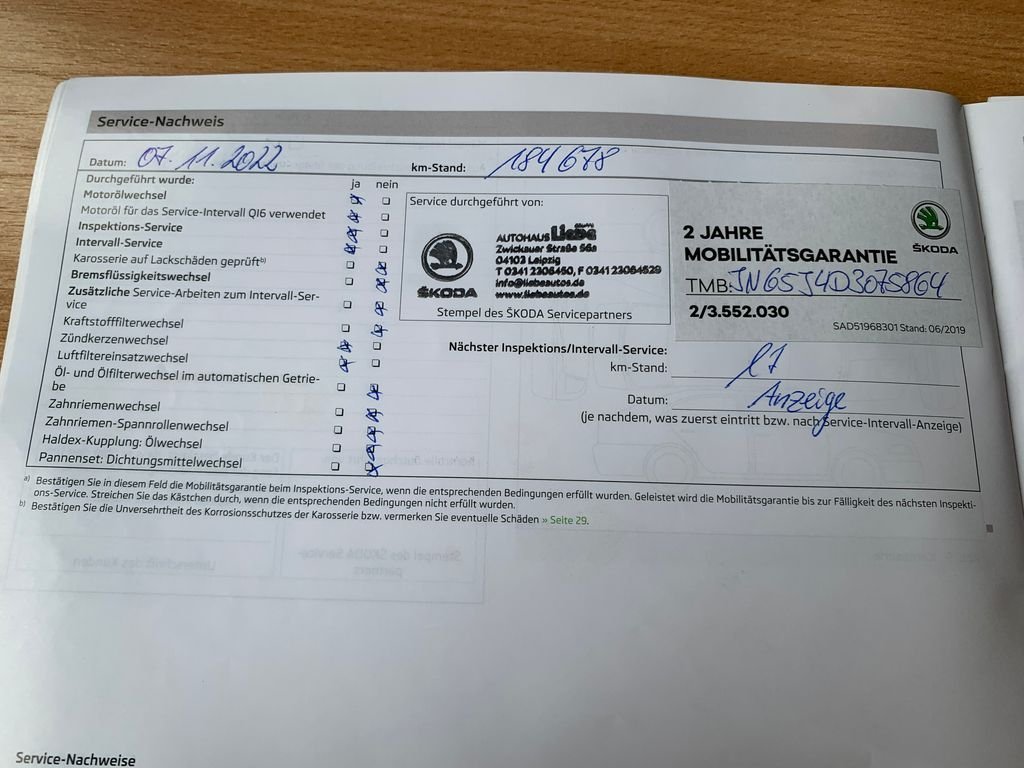 Service-Nachweis
Datum: 07.11.2022 km-Stand: 184 678
Durchgeführt wurde: ja nein
Motorölwechsel
Motoröl für das Service-Intervall QI6 verwendet
Inspektions-Service
Intervall-Service
Karosserie auf Lackschäden geprüft b)
Bremsflüssigkeitswechsel
Zusätzliche Service-Arbeiten zum Intervall-Ser-
vice
Kraftstofffilterwechsel
Zündkerzenwechsel
Luftfiltereinsatzwechsel
Öl- und Ölfilterwechsel im automatischen Getrie-
be
Zahnriemenwechsel
Zahnriemen-Spannrollenwechsel
Haldex-Kupplung: Ölwechsel
Pannenset: Dichtungsmittelwechsel
Service durchgeführt von:
AUTOHAUS Liebe
Zwickauer Straße 56a
04103 Leipzig
T 0341 2306450, F 0341 23064529
info@liebeautos.de
www.liebeautos.de
ŠKODA
Stempel des ŠKODA Servicepartners
2 JAHRE
MOBILITÄTSGARANTIE
ŠKODA
TMB: JN65J4D3075864
2/3.552.030
SAD51968301 Stand: 06/2019
Nächster Inspektions/Intervall-Service:
km-Stand:
Datum: Anzeige
(je nachdem, was zuerst eintritt bzw. nach Service-Intervall-Anzeige)
a) Bestätigen Sie in diesem Feld die Mobilitätsgarantie beim Inspektions-Service, wenn die entsprechenden Bedingungen erfüllt wurden. Geleistet wird die Mobilitätsgarantie bis zur Fälligkeit des nächsten Inspekti-
ons-Service. Streichen Sie das Kästchen durch, wenn die entsprechenden Bedingungen nicht erfüllt wurden.
b) Bestätigen Sie die Unversehrtheit des Korrosionsschutzes der Karosserie bzw. vermerken Sie eventuelle Schäden » Seite 29.
Service-Nachweise